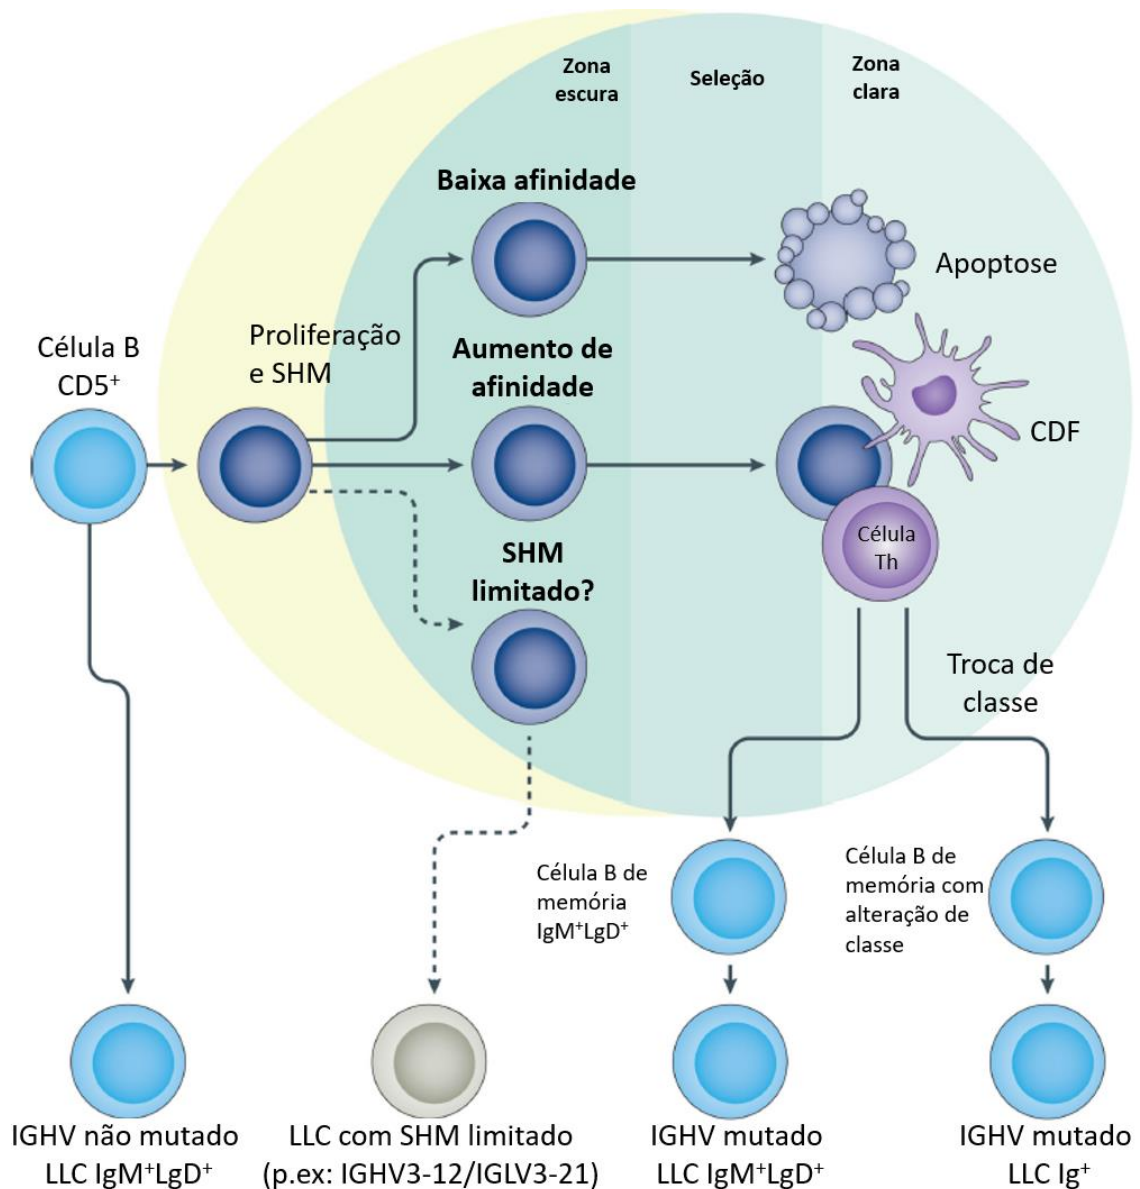 Zona
escura
Seleção
Zona
clara
Baixa afinidade
Apoptose
Proliferação
e SHM
Célula B
CD5⁺
Aumento de
afinidade
CDF
SHM
limitado?
Célula
Th
Troca de
classe
Célula B de
memória
IgM⁺LgD⁺
Célula B de
memória com
alteração de
classe
IGHV não mutado
LLC IgM⁺LgD⁺
LLC com SHM limitado
(p.ex: IGHV3-12/IGLV3-21)
IGHV mutado
LLC IgM⁺LgD⁺
IGHV mutado
LLC Ig⁺